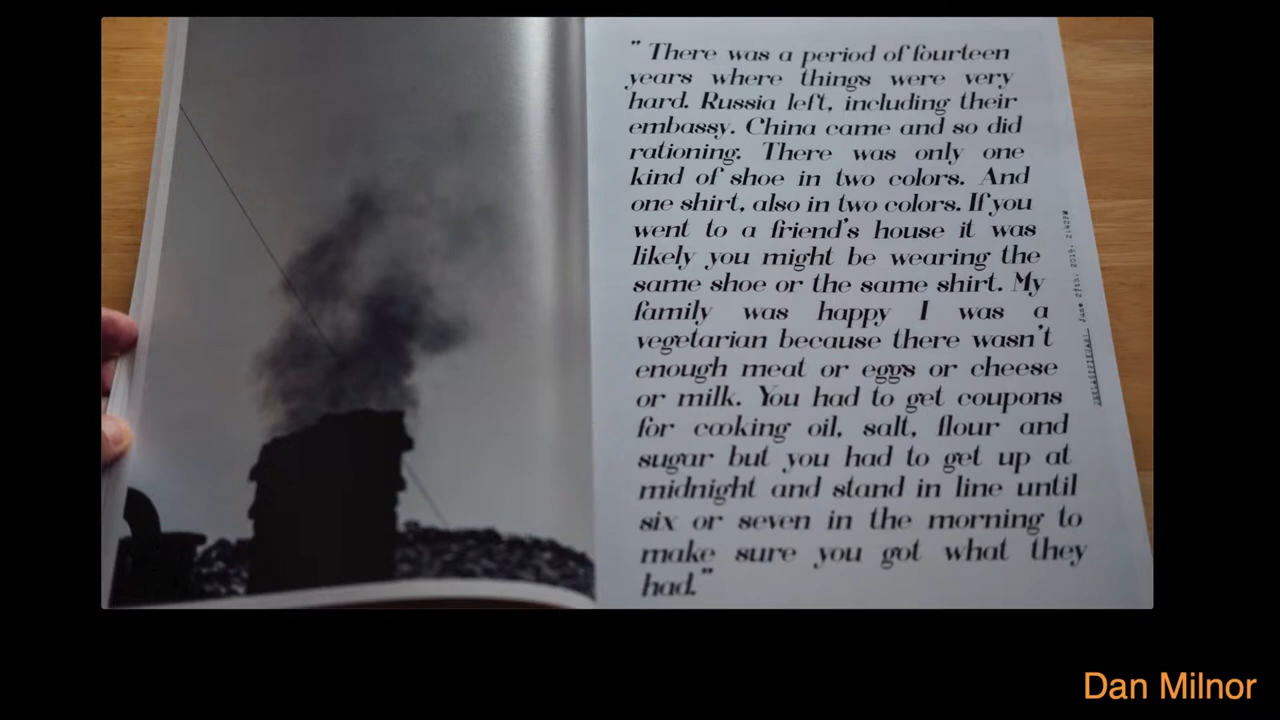 " There was a period of fourteen
years where things were very
hard. Russia left, including their
embassy. China came and so did
rationing. There was only one
kind of shoe in two colors. And
one shirt, also in two colors. If you
went to a friend's house it was
likely you might be wearing the
same shoe or the same shirt. My
family was happy I was a
vegetarian because there wasn't
enough meat or eggs or cheese
or milk. You had to get coupons
for cooking oil, salt, flour and
sugar but you had to get up at
midnight and stand in line until
six or seven in the morning to
make sure you got what they
had."
June 27th, 2019, 2:42PM
Dan Milnor